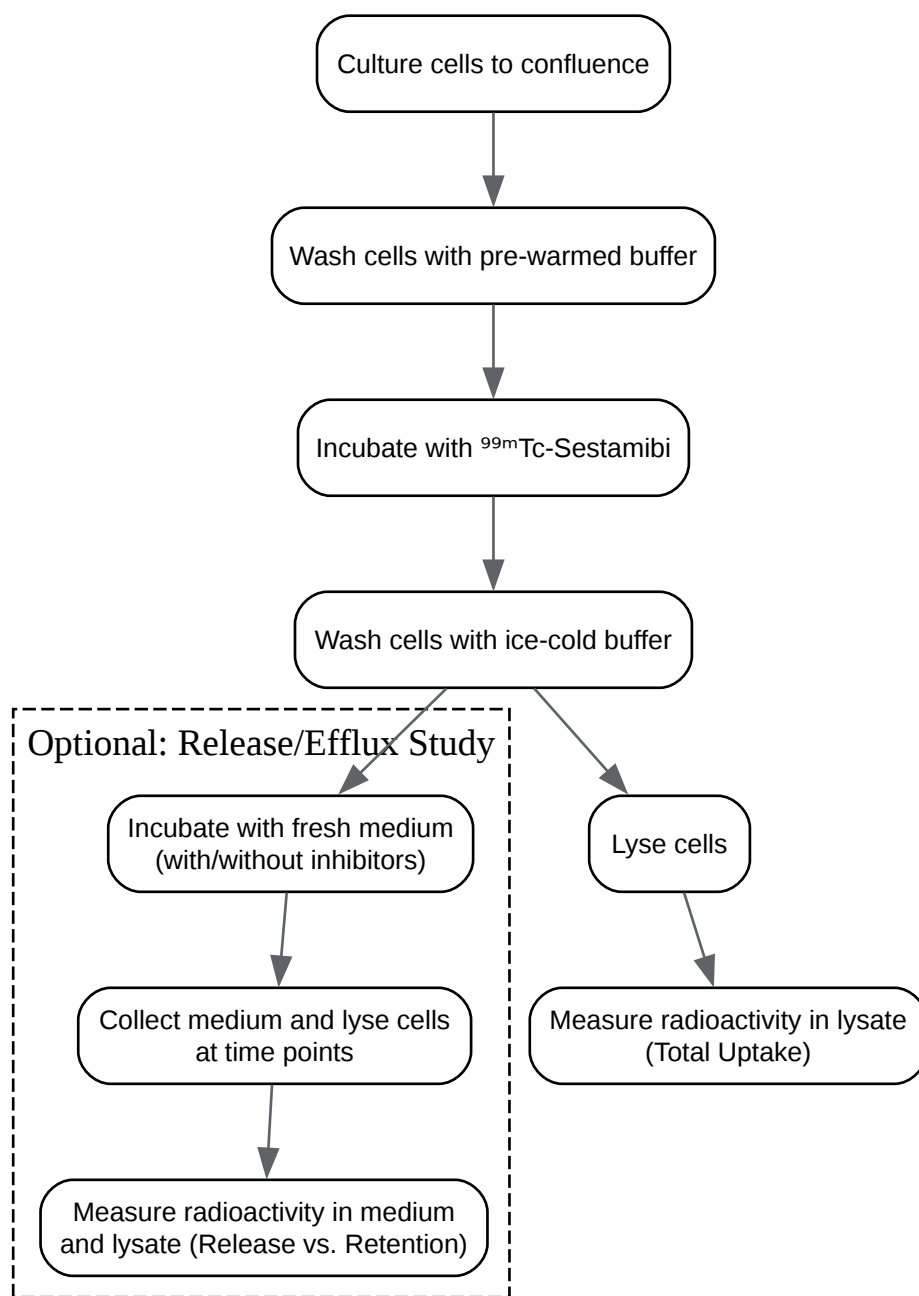 Culture cells to confluence
Wash cells with pre-warmed buffer
Incubate with ⁹⁹ᵐTc-Sestamibi
Wash cells with ice-cold buffer
Optional: Release/Efflux Study
Incubate with fresh medium
(with/without inhibitors)
Lyse cells
Collect medium and lyse cells
at time points
Measure radioactivity in lysate
(Total Uptake)
Measure radioactivity in medium
and lysate (Release vs. Retention)